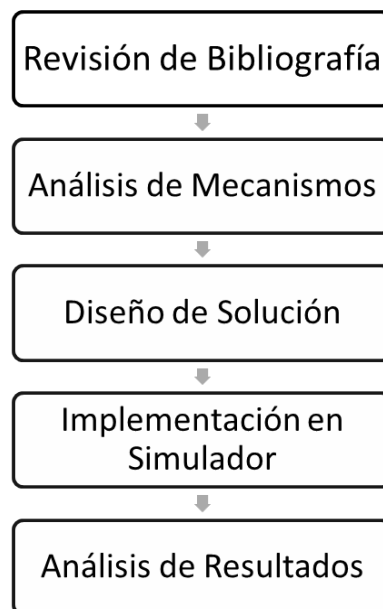 Revisión de Bibliografía
Análisis de Mecanismos
Diseño de Solución
Implementación en
Simulador
Análisis de Resultados